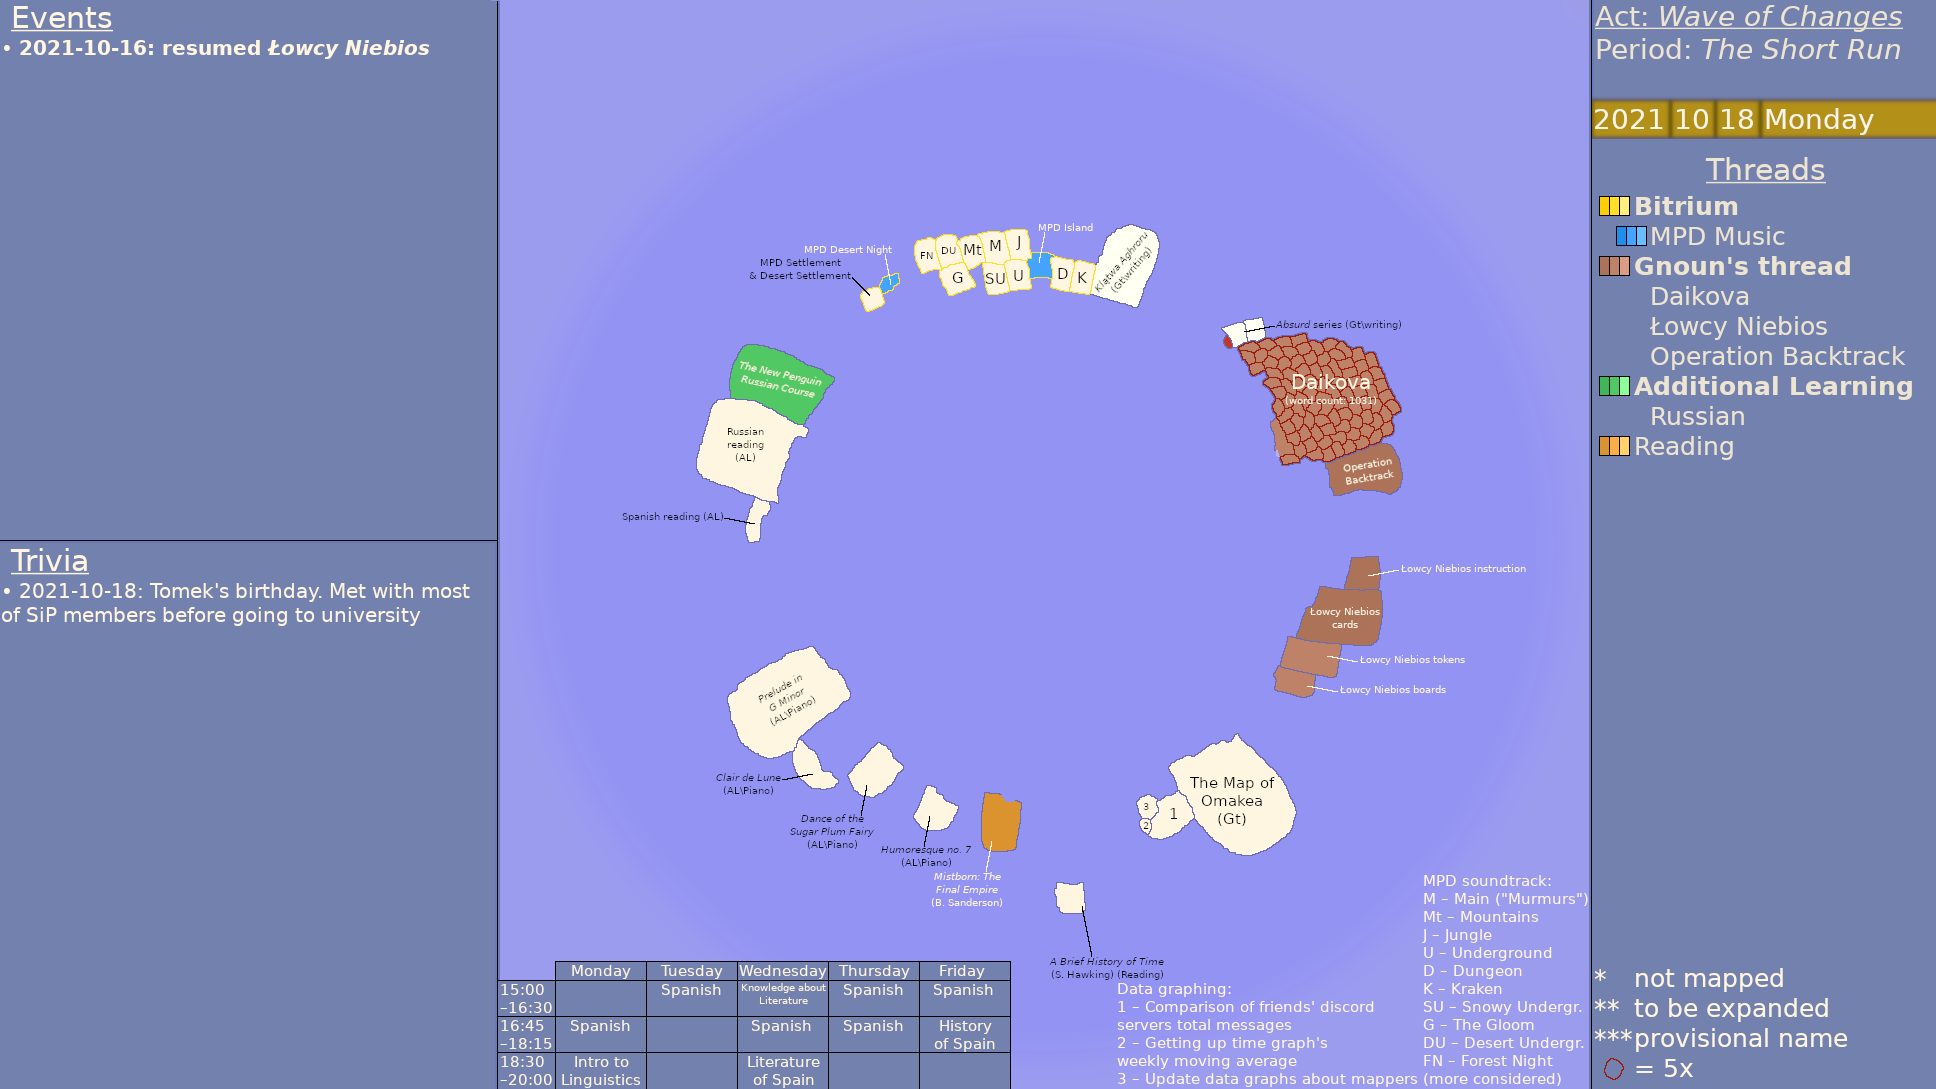 Events
• 2021-10-16: resumed Łowcy Niebios
Trivia
• 2021-10-18: Tomek's birthday. Met with most
of SiP members before going to university
MPD Desert Night
MPD Settlement
& Desert Settlement
FN
DU
Mt
M
J
G
SU
U
MPD Island
D
K
Klątwa Aghroru
(Gt\writing)
Absurd series (Gt\writing)
Daikova
(word count: 1031)
Operation
Backtrack
The New Penguin
Russian Course
Russian
reading
(AL)
Spanish reading (AL)
Łowcy Niebios instruction
Łowcy Niebios
cards
Łowcy Niebios tokens
Łowcy Niebios boards
Prelude in
G Minor
(AL\Piano)
Clair de Lune
(AL\Piano)
Dance of the
Sugar Plum Fairy
(AL\Piano)
Humoresque no. 7
(AL\Piano)
Mistborn: The
Final Empire
(B. Sanderson)
The Map of
Omakea
(Gt)
3
2
1
A Brief History of Time
(S. Hawking) (Reading)
Monday Tuesday Wednesday Thursday Friday
15:00
–16:30
Spanish
Knowledge about
Literature
Spanish
Spanish
16:45
–18:15
Spanish
Spanish
Spanish
History
of Spain
18:30
–20:00
Intro to
Linguistics
Literature
of Spain
Data graphing:
1 – Comparison of friends' discord
servers total messages
2 – Getting up time graph's
weekly moving average
3 – Update data graphs about mappers
MPD soundtrack:
M – Main ("Murmurs")
Mt – Mountains
J – Jungle
U – Underground
D – Dungeon
K – Kraken
SU – Snowy Undergr.
G – The Gloom
DU – Desert Undergr.
FN – Forest Night
(more considered)
Act: Wave of Changes
Period: The Short Run
2021 10 18 Monday
Threads
Bitrium
MPD Music
Gnoun's thread
Daikova
Łowcy Niebios
Operation Backtrack
Additional Learning
Russian
Reading
* not mapped
** to be expanded
*** provisional name
= 5x